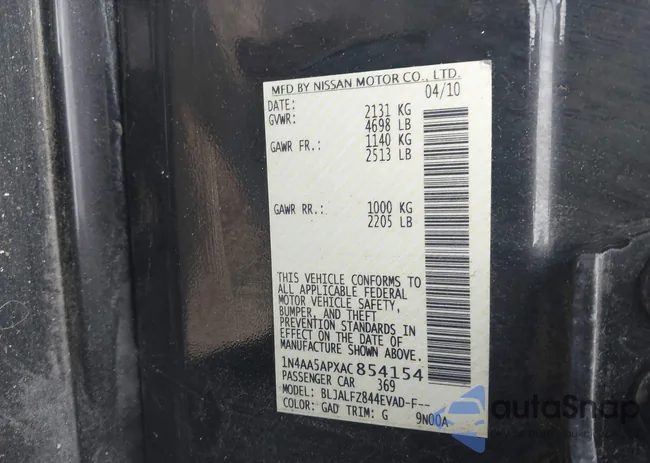 MFD BY NISSAN MOTOR CO., LTD.
DATE: 04/10
GVWR: 2131 KG
4698 LB
GAWR FR.: 1140 KG
2513 LB
GAWR RR.: 1000 KG
2205 LB
THIS VEHICLE CONFORMS TO
ALL APPLICABLE FEDERAL
MOTOR VEHICLE SAFETY,
BUMPER, AND THEFT
PREVENTION STANDARDS IN
EFFECT ON THE DATE OF
MANUFACTURE SHOWN ABOVE.
1N4AA5APXAC854154
PASSENGER CAR 369
MODEL: BLJALFZ844EVAD-F--
COLOR: GAD TRIM: G 9N00A
autoSnap